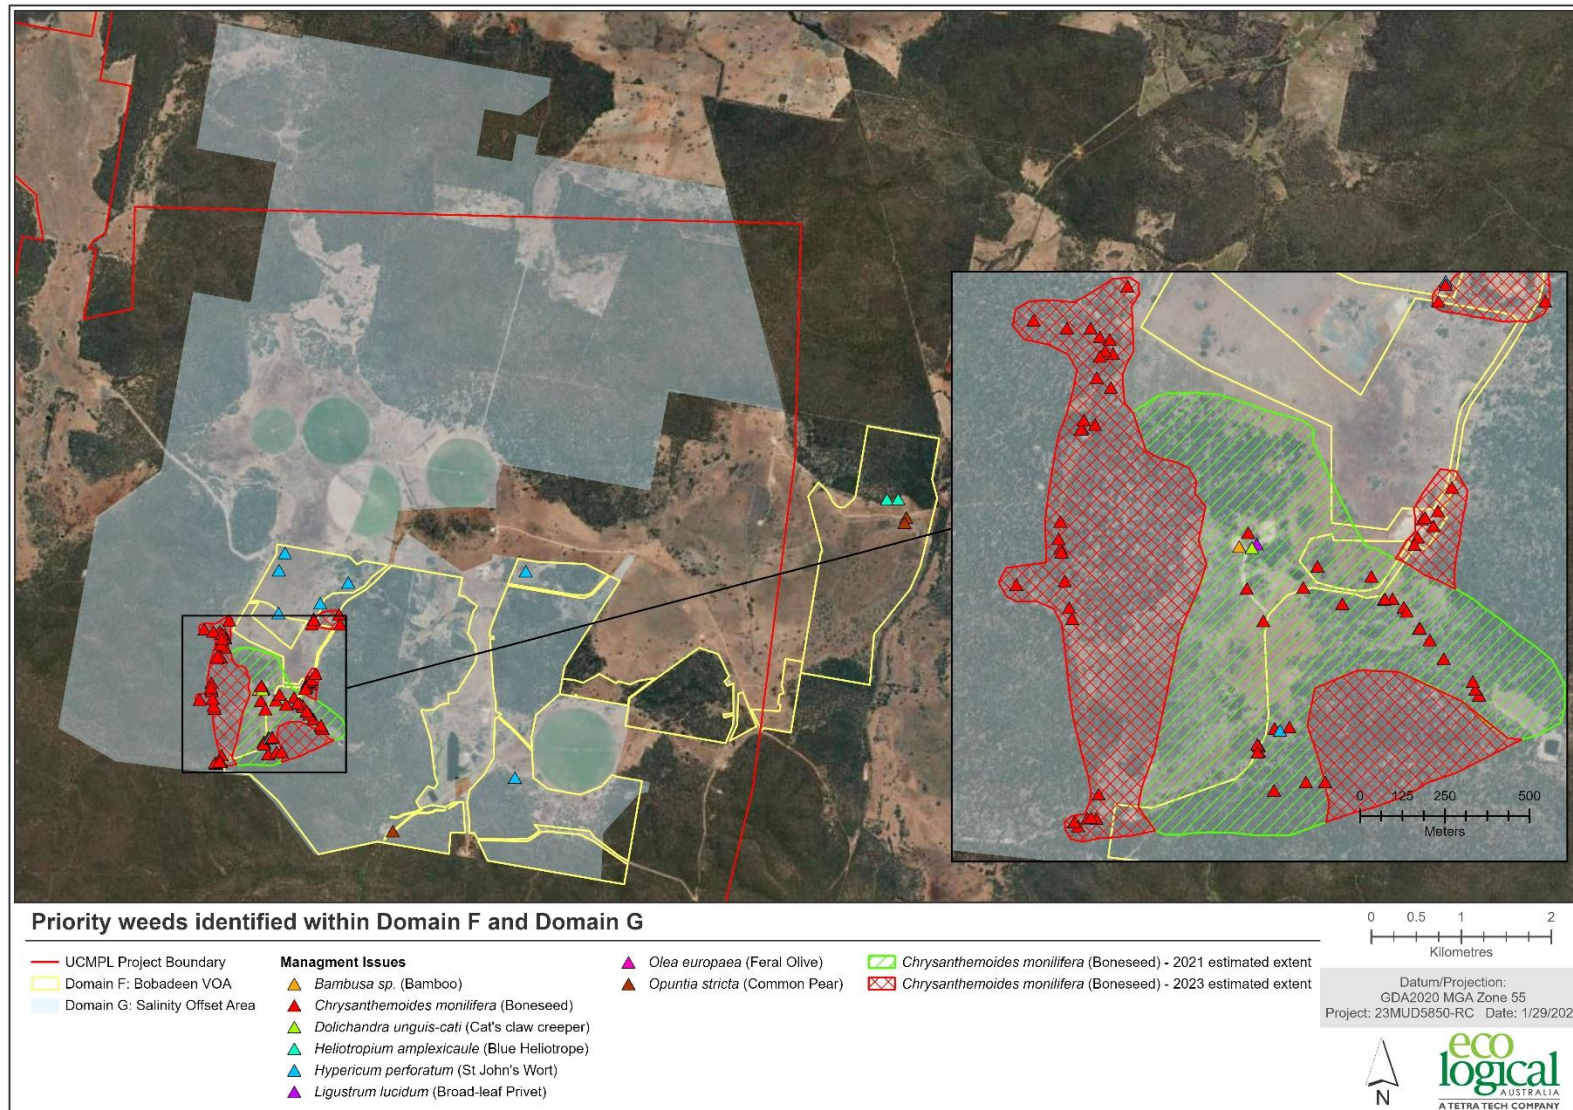 0 125 250 500
Meters
Priority weeds identified within Domain F and Domain G
UCMPL Project Boundary
Domain F: Bobadeen VOA
Domain G: Salinity Offset Area
Managment Issues
Bambusa sp. (Bamboo)
Chrysanthemoides monilifera (Boneseed)
Dolichandra unguis-cati (Cat's claw creeper)
Heliotropium amplexicaule (Blue Heliotrope)
Hypericum perforatum (St John's Wort)
Ligustrum lucidum (Broad-leaf Privet)
Olea europaea (Feral Olive)
Opuntia stricta (Common Pear)
Chrysanthemoides monilifera (Boneseed) - 2021 estimated extent
Chrysanthemoides monilifera (Boneseed) - 2023 estimated extent
0 0.5 1 2
Kilometres
Datum/Projection:
GDA2020 MGA Zone 55
Project: 23MUD5850-RC Date: 1/29/202
N
eco
logical
AUSTRALIA
A TETRA TECH COMPANY